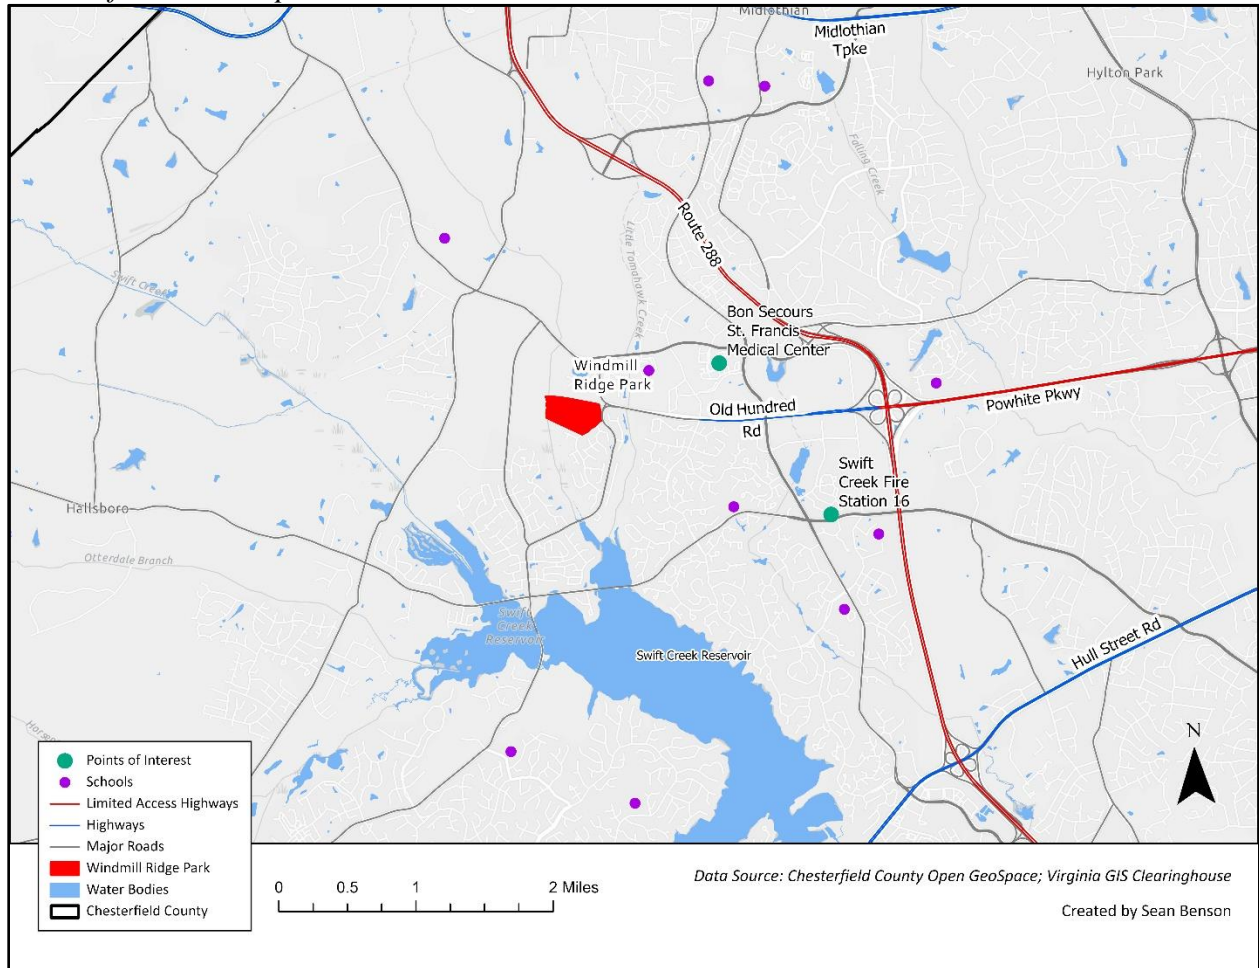 Midlothian
Midlothian
Tpke
Hylton Park
Falling Creek
Route 288
Little Tomahawk Creek
Swift Creek
Bon Secours
St. Francis
Medical Center
Windmill
Ridge Park
Old Hundred
Rd
Powhite Pkwy
Swift
Creek Fire
Station 16
Hallsboro
Otterdale Branch
Swift
Creek
Reservoir
Swift Creek Reservoir
Hull Street Rd
N
Points of Interest
Schools
Limited Access Highways
Highways
Major Roads
Windmill Ridge Park
Water Bodies
Chesterfield County
0 0.5 1 2 Miles
Data Source: Chesterfield County Open GeoSpace; Virginia GIS Clearinghouse
Created by Sean Benson